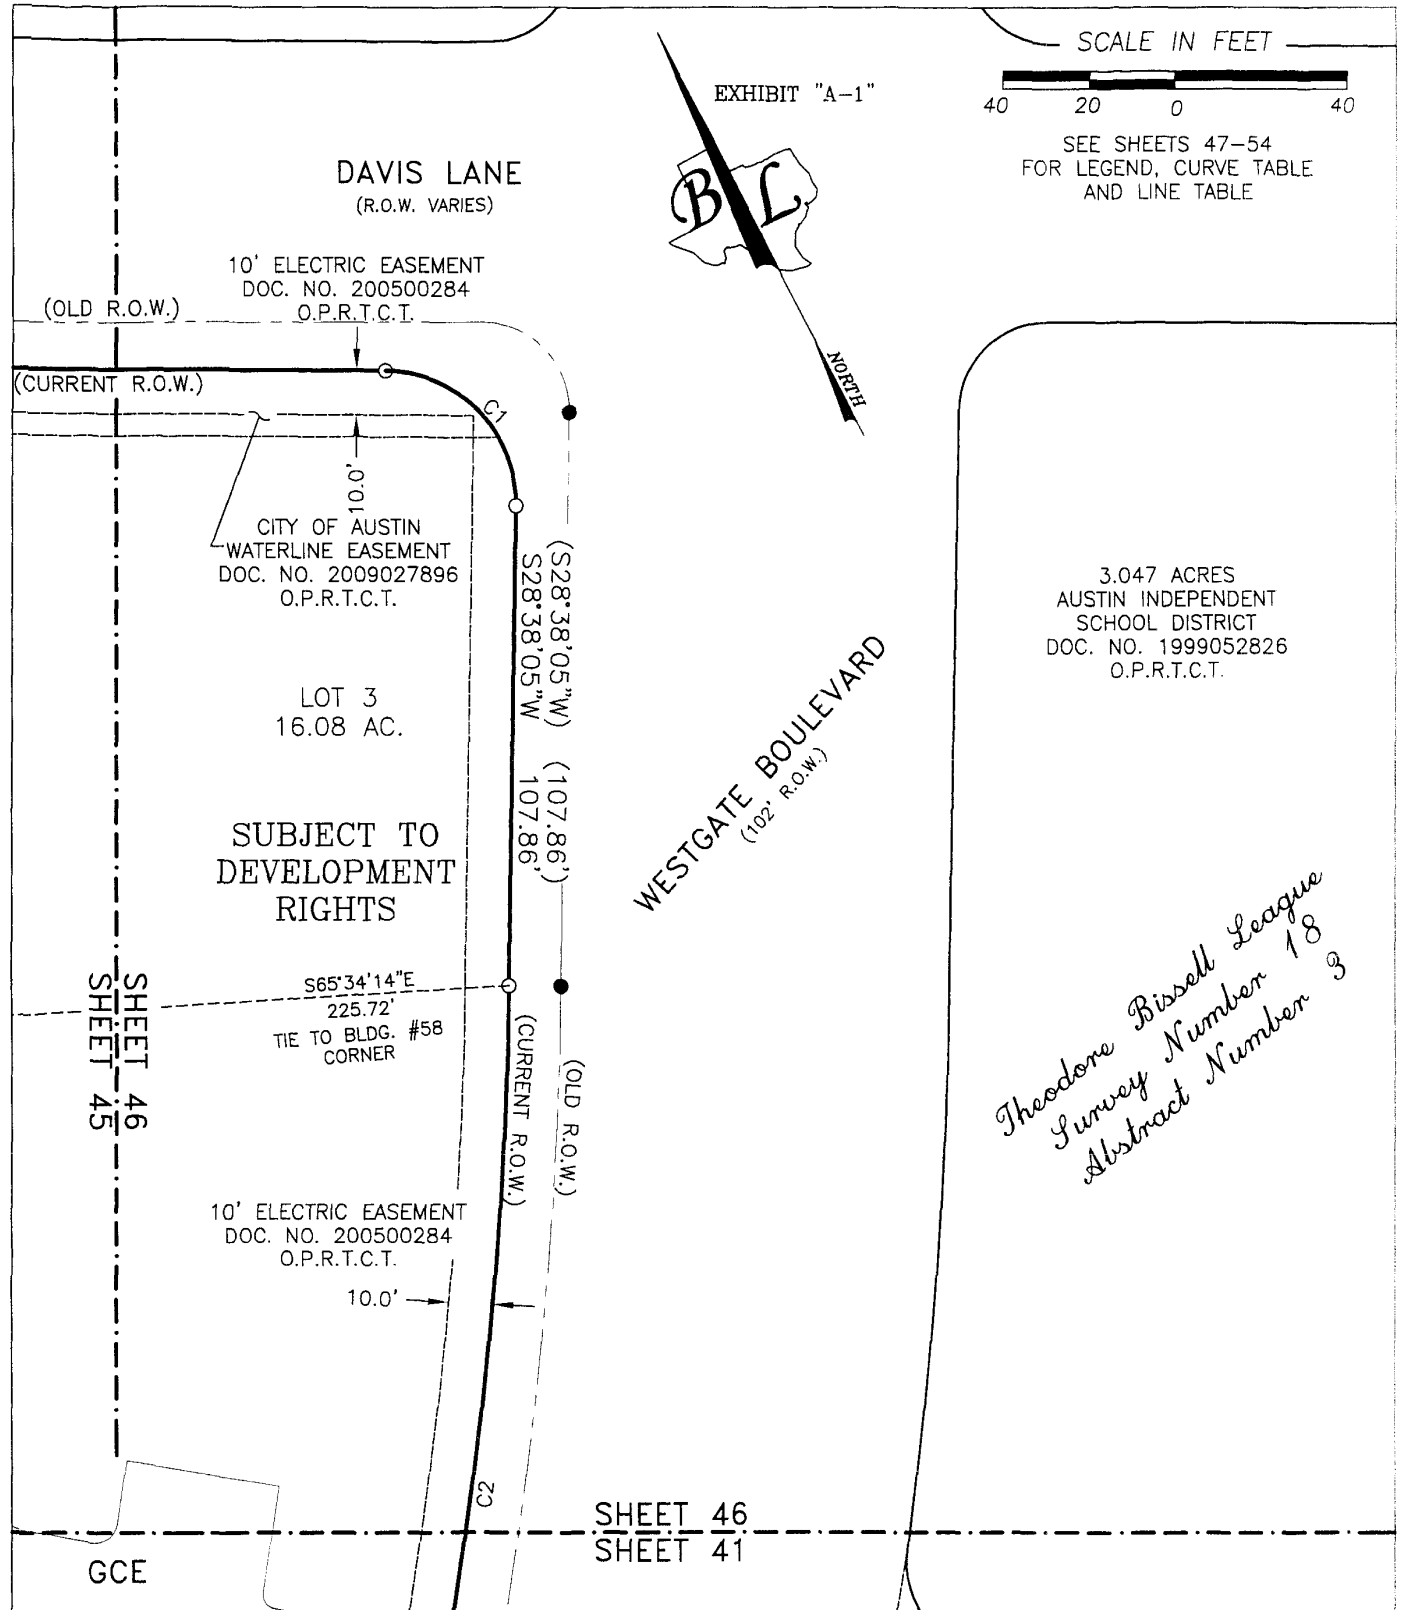 SCALE IN FEET
40 20 0 40
SEE SHEETS 47-54
FOR LEGEND, CURVE TABLE
AND LINE TABLE
EXHIBIT "A-1"
B L
NORTH
DAVIS LANE
(R.O.W. VARIES)
10' ELECTRIC EASEMENT
DOC. NO. 200500284
O.P.R.T.C.T.
(OLD R.O.W.)
(CURRENT R.O.W.)
C1
10.0'
CITY OF AUSTIN
WATERLINE EASEMENT
DOC. NO. 2009027896
O.P.R.T.C.T.
(S28°38'05"W) (107.86')
S28°38'05"W 107.86'
3.047 ACRES
AUSTIN INDEPENDENT
SCHOOL DISTRICT
DOC. NO. 1999052826
O.P.R.T.C.T.
LOT 3
16.08 AC.
WESTGATE BOULEVARD
(102' R.O.W.)
SUBJECT TO
DEVELOPMENT
RIGHTS
Theodore Bissell League
Survey Number 18
Abstract Number 3
S65°34'14"E
225.72'
TIE TO BLDG. #58
CORNER
SHEET 46
SHEET 45
(CURRENT R.O.W.)
(OLD R.O.W.)
10' ELECTRIC EASEMENT
DOC. NO. 200500284
O.P.R.T.C.T.
10.0'
C2
SHEET 46
SHEET 41
GCE